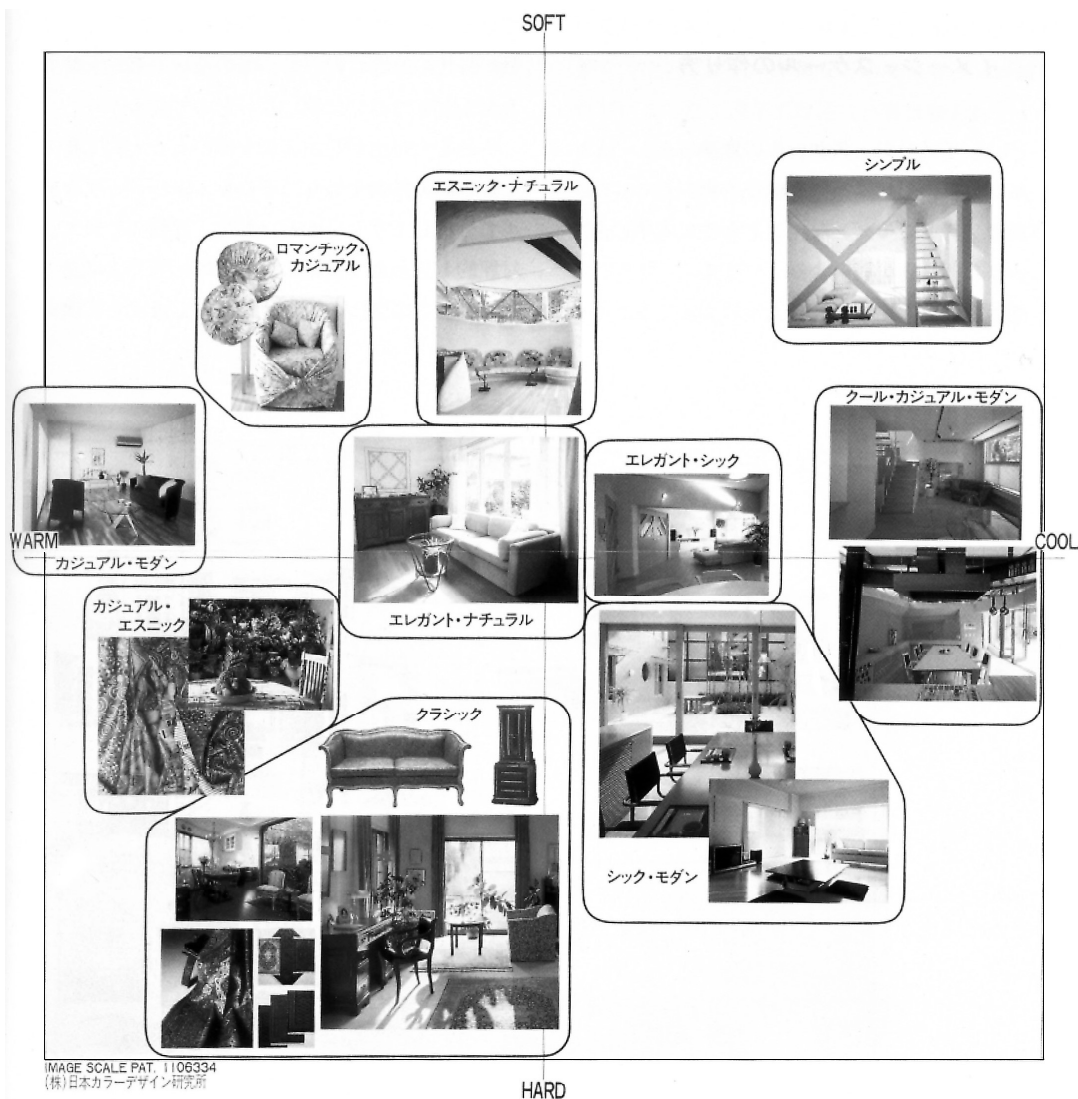 SOFT
シンプル
エスニック・ナチュラル
ロマンチック・
カジュアル
クール・カジュアル・モダン
エレガント・シック
WARM
COOL
カジュアル・モダン
カジュアル・
エスニック
エレガント・ナチュラル
クラシック
シック・モダン
IMAGE SCALE PAT. 1106334
(株)日本カラーデザイン研究所
HARD